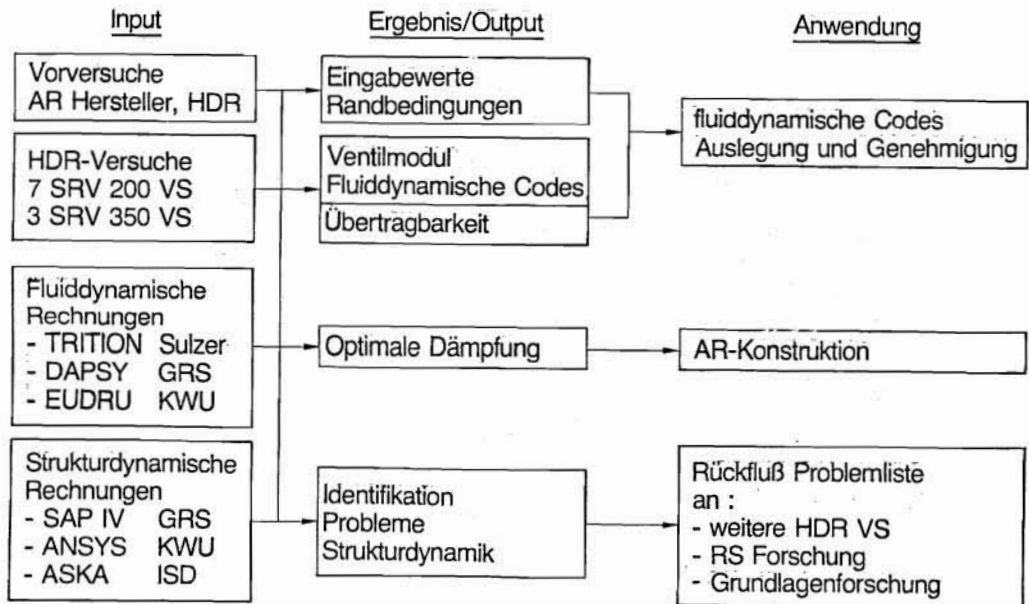 Input
Ergebnis/Output
Anwendung
Vorversuche
AR Hersteller, HDR
Eingabewerte
Randbedingungen
fluiddynamische Codes
Auslegung und Genehmigung
HDR-Versuche
7 SRV 200 VS
3 SRV 350 VS
Ventilmodul
Fluiddynamische Codes
Übertragbarkeit
Fluiddynamische
Rechnungen
- TRITION Sulzer
- DAPSY GRS
- EUDRU KWU
Optimale Dämpfung
AR-Konstruktion
Strukturdynamische
Rechnungen
- SAP IV GRS
- ANSYS KWU
- ASKA ISD
Identifikation
Probleme
Strukturdynamik
Rückfluß Problemliste
an :
- weitere HDR VS
- RS Forschung
- Grundlagenforschung